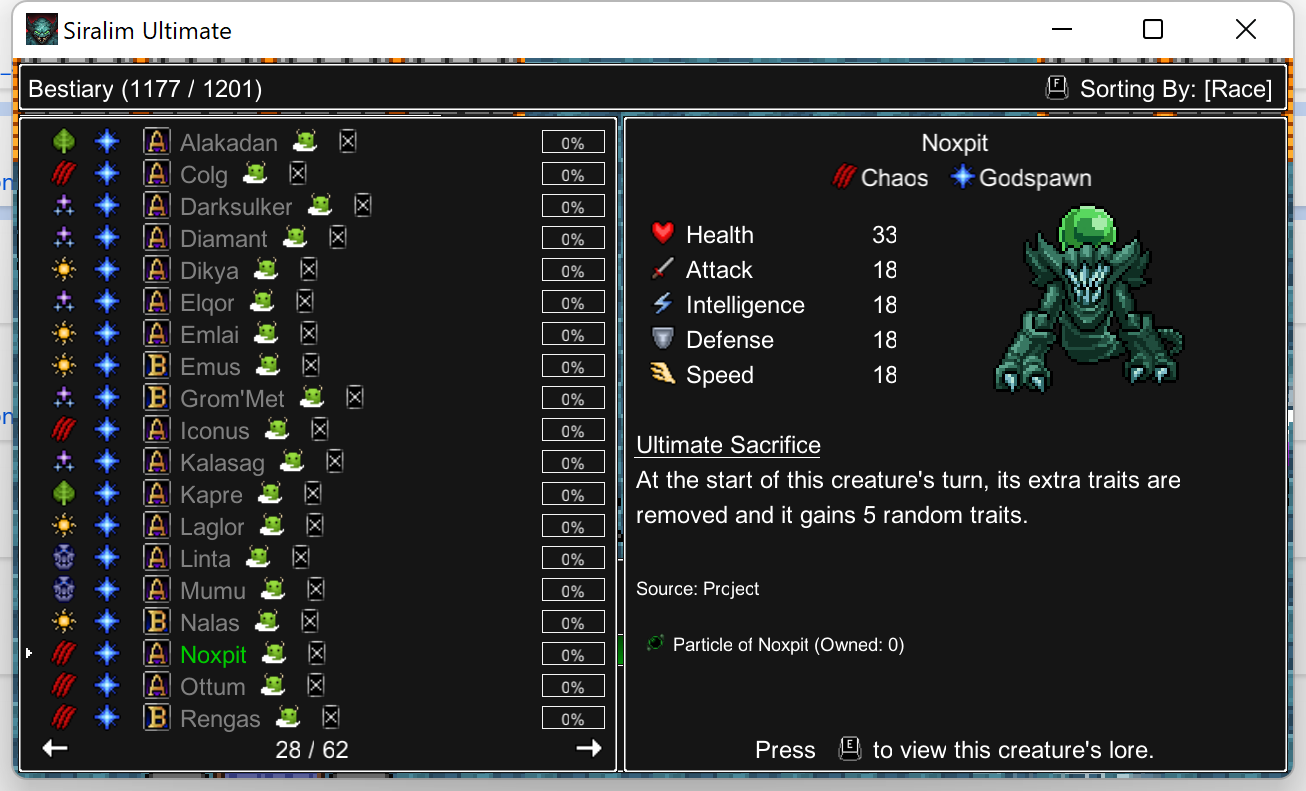 Siralim Ultimate
Bestiary (1177 / 1201)
F Sorting By: [Race]
A Alakadan 0%
A Colg 0%
A Darksulker 0%
A Diamant 0%
A Dikya 0%
A Elqor 0%
A Emlai 0%
B Emus 0%
B Grom'Met 0%
A Iconus 0%
A Kalasag 0%
A Kapre 0%
A Laglor 0%
A Linta 0%
A Mumu 0%
B Nalas 0%
A Noxpit 0%
A Ottum 0%
B Rengas 0%
28 / 62
Noxpit
Chaos Godspawn
Health 33
Attack 18
Intelligence 18
Defense 18
Speed 18
Ultimate Sacrifice
At the start of this creature's turn, its extra traits are
removed and it gains 5 random traits.
Source: Project
Particle of Noxpit (Owned: 0)
Press E to view this creature's lore.